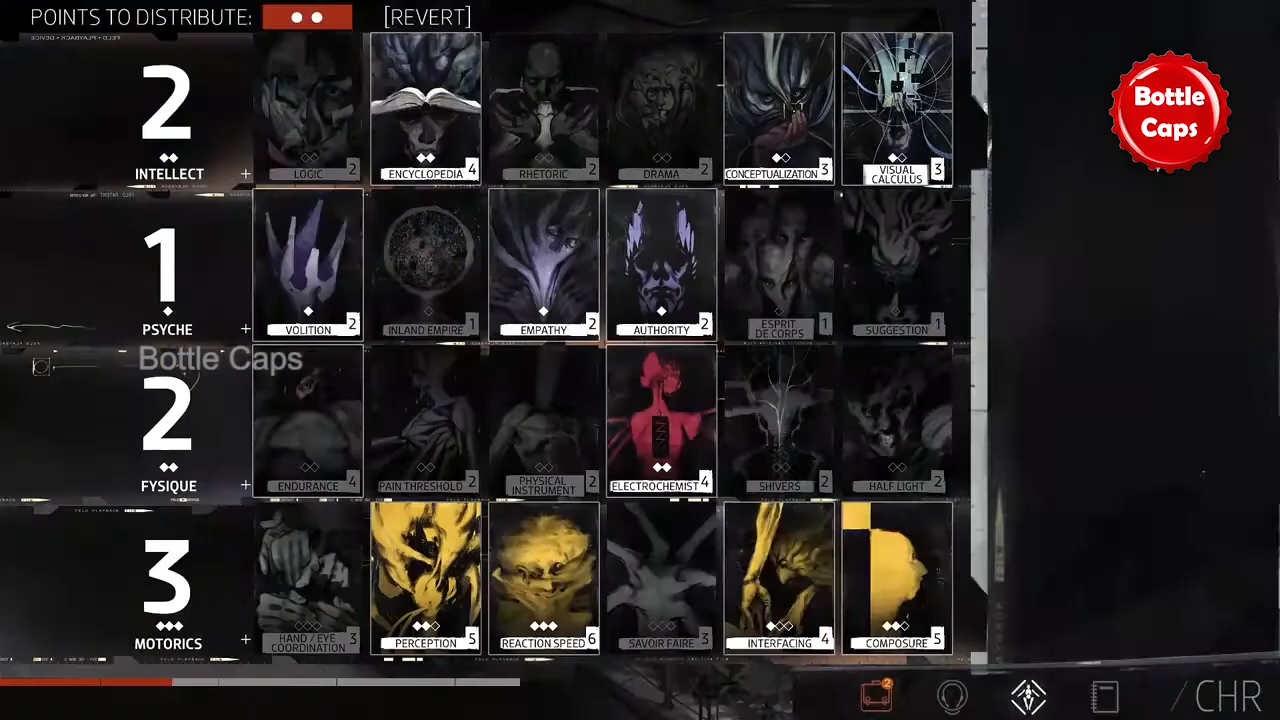 POINTS TO DISTRIBUTE: [REVERT]
2
INTELLECT +
LOGIC 2
ENCYCLOPEDIA 4
RHETORIC 2
DRAMA 2
CONCEPTUALIZATION 3
VISUAL
CALCULUS 3
1
PSYCHE +
VOLITION 2
INLAND EMPIRE 1
EMPATHY 2
AUTHORITY 2
ESPRIT
DE CORPS 1
SUGGESTION 1
2
FYSIQUE +
ENDURANCE 4
PAIN THRESHOLD 2
PHYSICAL
INSTRUMENT 2
ELECTROCHEMIST 4
SHIVERS 2
HALF LIGHT 2
3
MOTORICS +
HAND / EYE
COORDINATION 3
PERCEPTION 5
REACTION SPEED 6
SAVOIR FAIRE 3
INTERFACING 4
COMPOSURE 5
2
/ CHR
Bottle
Caps
Bottle Caps